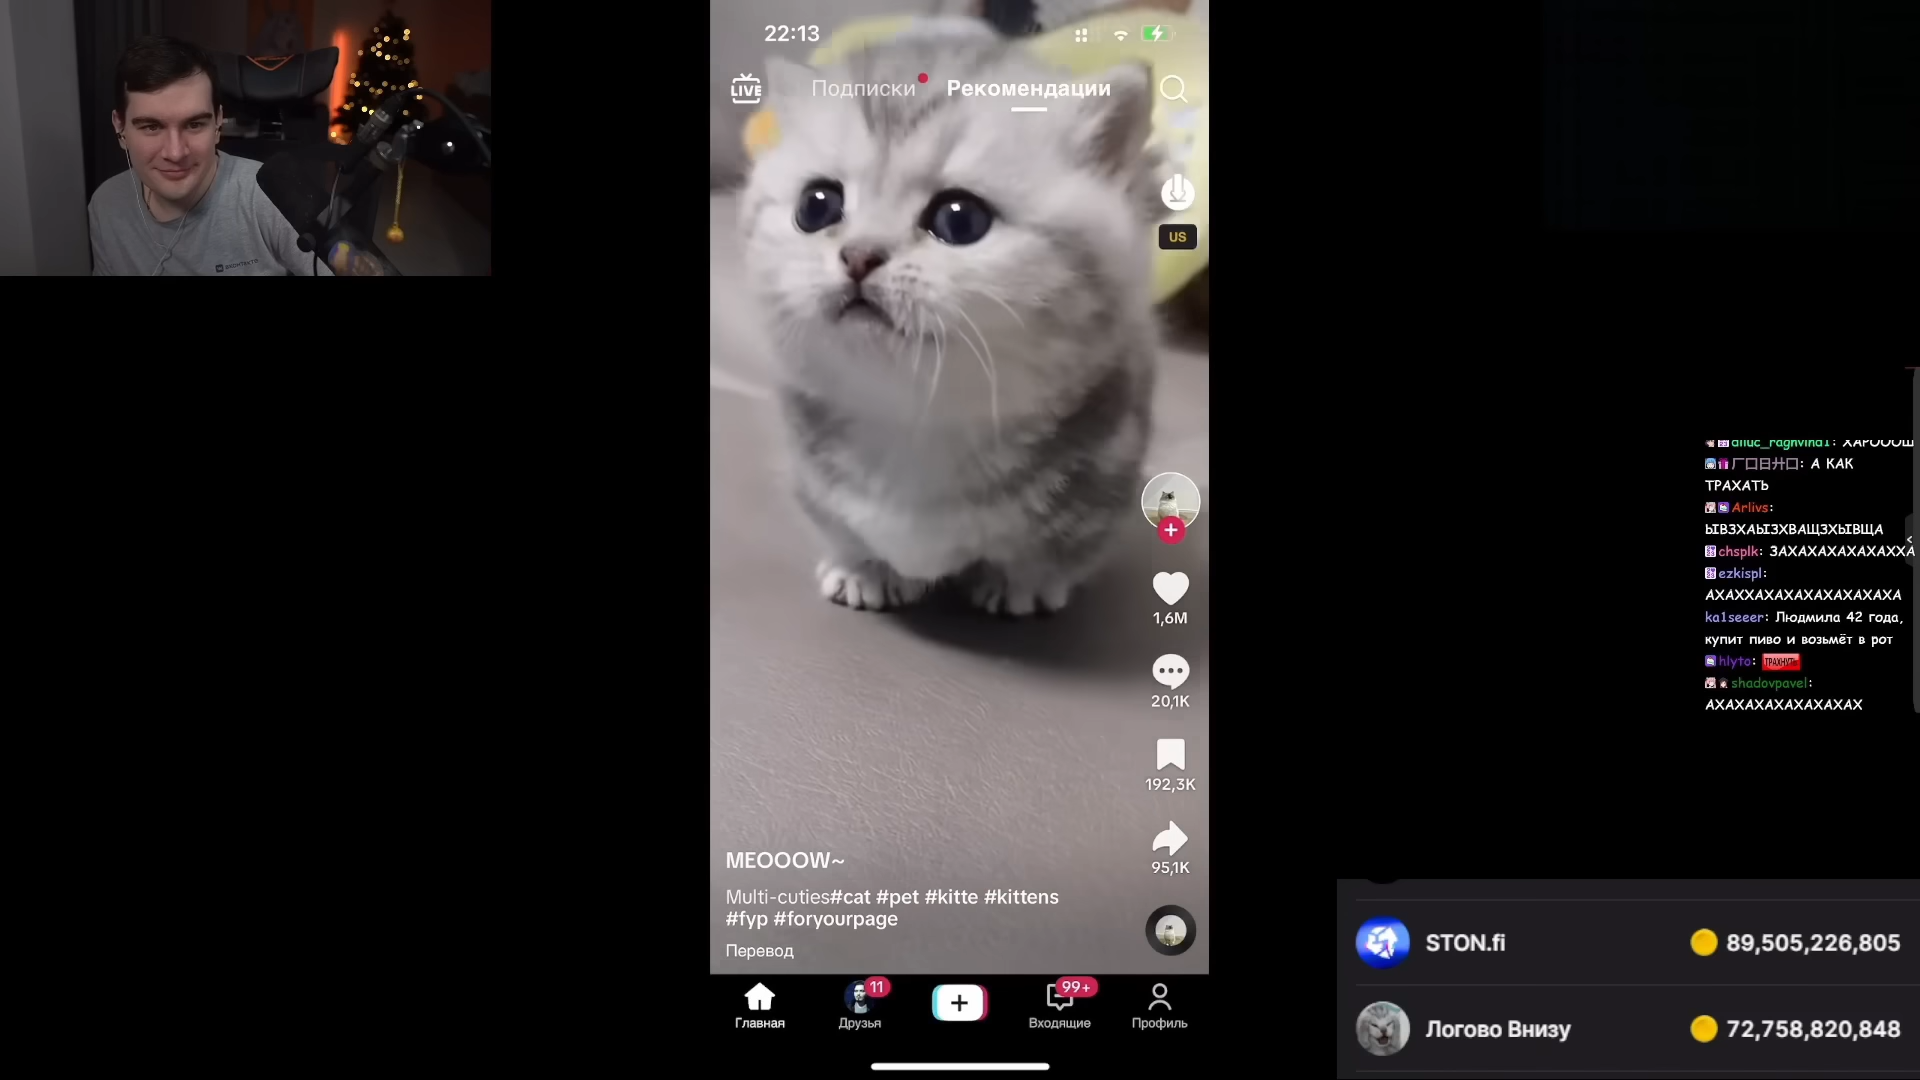 22:13
LIVE
Подписки
Рекомендации
US
1,6M
20,1K
192,3K
95,1K
MEOOOW~
Multi-cuties#cat #pet #kitte #kittens
#fyp #foryourpage
Перевод
11
99+
Главная
Друзья
Входящие
Профиль
: ХАРОООШ
: А КАК
ТРАХАТЬ
Arlivs:
ЫВЗХАЫЗХВАЩЗХЫВЩА
chsplk: ЗАХАХАХАХАХАХХА
ezkispl:
АХАХХАХАХАХАХАХАХАХА
ka1seeer: Людмила 42 года,
купит пиво и возьмёт в рот
hlyto: ТРАХНУТЬ
shadovpavel:
АХАХАХАХАХАХАХАХ
STON.fi
89,505,226,805
Логово Внизу
72,758,820,848